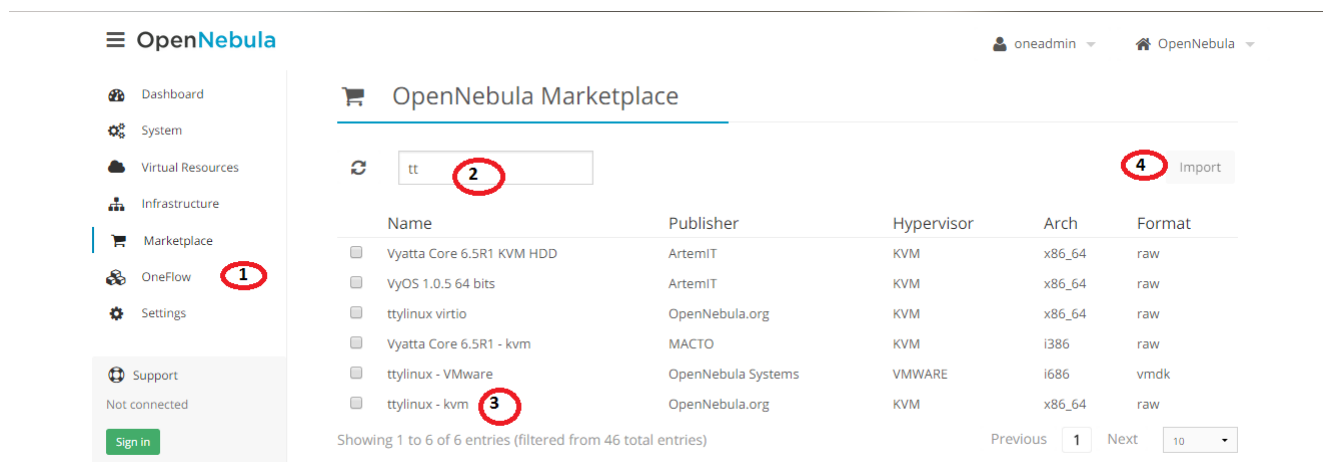 OpenNebula
oneadmin OpenNebula
Dashboard
System
Virtual Resources
Infrastructure
Marketplace
OneFlow 1
Settings
Support
Not connected
Sign in
OpenNebula Marketplace
tt 2
4 Import
Name Publisher Hypervisor Arch Format
Vyatta Core 6.5R1 KVM HDD ArtemIT KVM x86_64 raw
VyOS 1.0.5 64 bits ArtemIT KVM x86_64 raw
ttylinux virtio OpenNebula.org KVM x86_64 raw
Vyatta Core 6.5R1 - kvm MACTO KVM i386 raw
ttylinux - VMware OpenNebula Systems VMWARE i686 vmdk
ttylinux - kvm 3 OpenNebula.org KVM x86_64 raw
Showing 1 to 6 of 6 entries (filtered from 46 total entries) Previous 1 Next 10